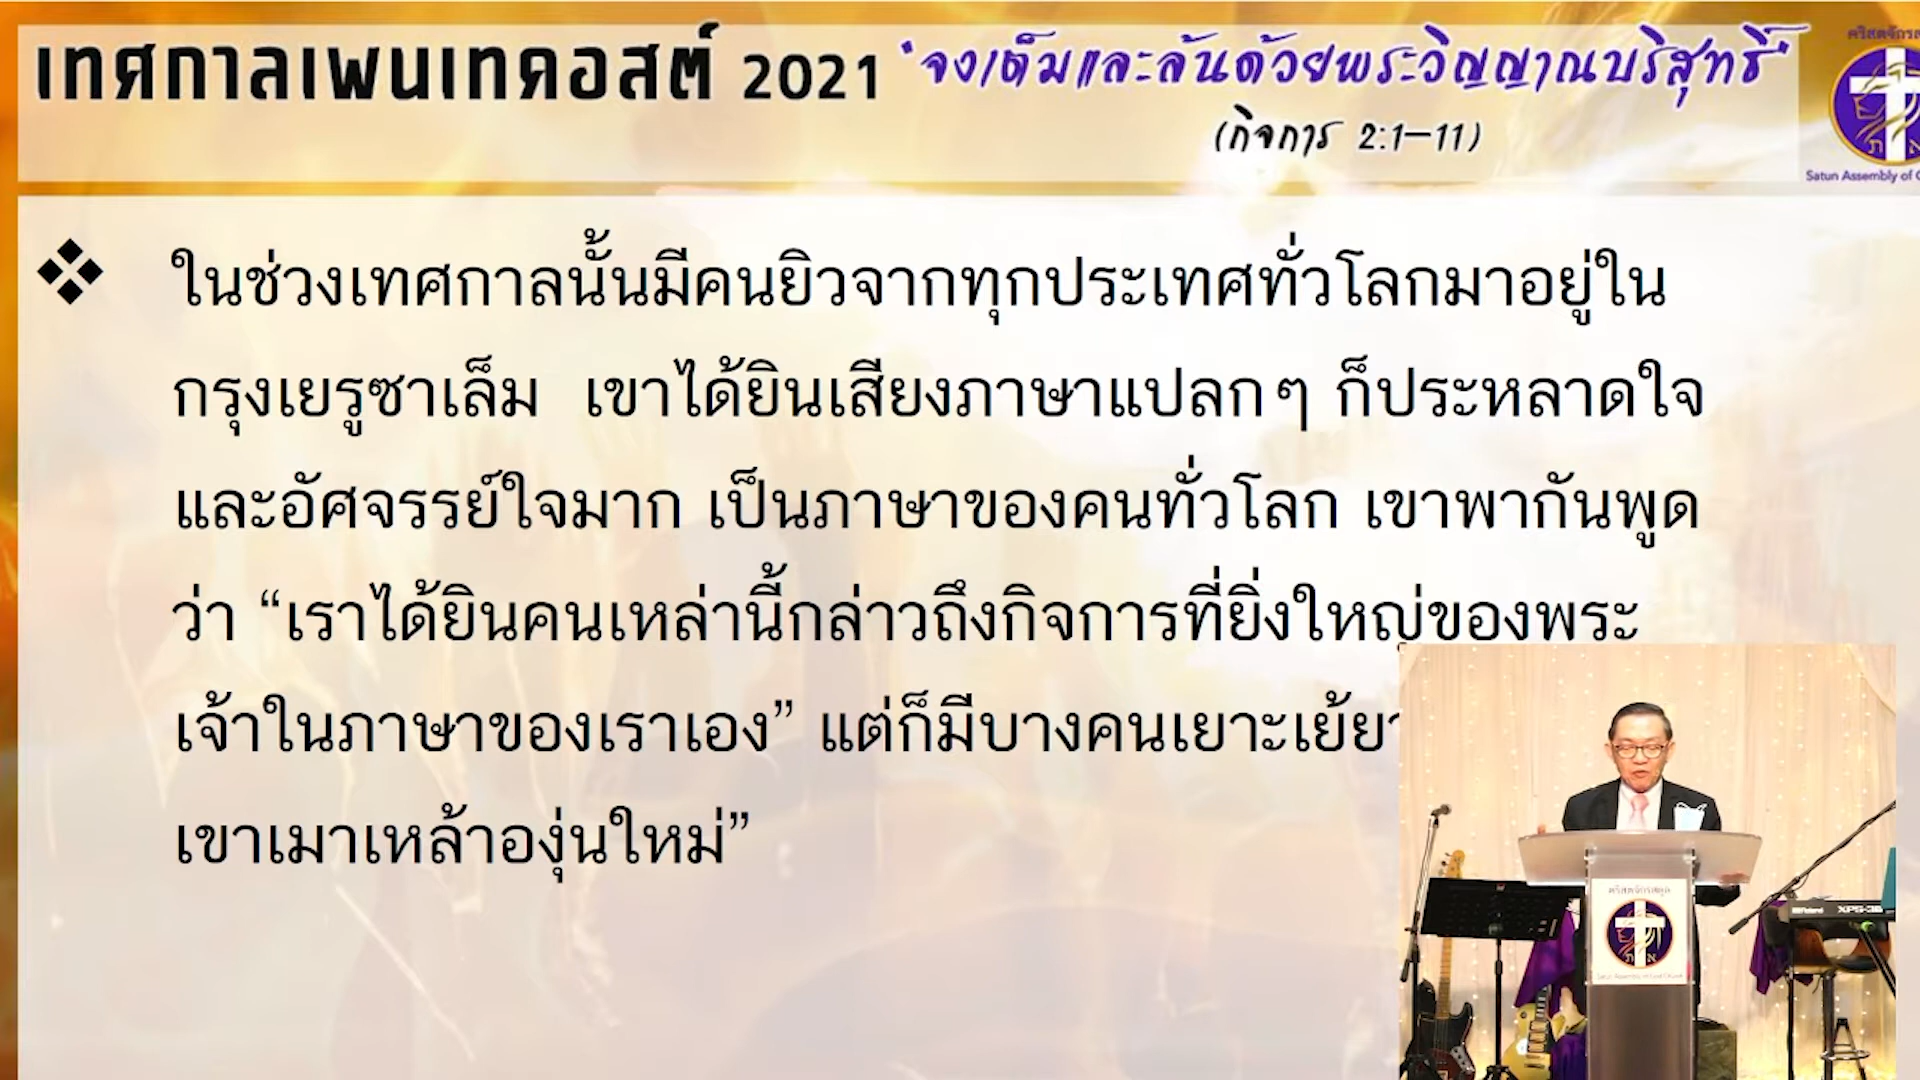 เทศกาลเพนเทคอสต์ 2021
"จงเต็มและล้นด้วยพระวิญญาณบริสุทธิ์"
(กิจการ 2:1-11)
Satun Assembly of
❖ ในช่วงเทศกาลนั้นมีคนยิวจากทุกประเทศทั่วโลกมาอยู่ใน
กรุงเยรูซาเล็ม เขาได้ยินเสียงภาษาแปลกๆ ก็ประหลาดใจ
และอัศจรรย์ใจมาก เป็นภาษาของคนทั่วโลก เขาพากันพูด
ว่า “เราได้ยินคนเหล่านี้กล่าวถึงกิจการที่ยิ่งใหญ่ของพระ
เจ้าในภาษาของเราเอง” แต่ก็มีบางคนเยาะเย้ย
เขาเมาเหล้าองุ่นใหม่”
คริสตจักรสตูล
Roland XPS-30